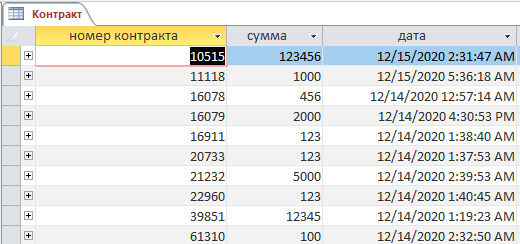 Контракт
номер контракта сумма дата
10515 123456 12/15/2020 2:31:47 AM
11118 1000 12/15/2020 5:36:18 AM
16078 456 12/14/2020 12:57:14 AM
16079 2000 12/14/2020 4:30:53 PM
16911 123 12/14/2020 1:38:40 AM
20733 123 12/14/2020 1:37:53 AM
21232 5000 12/14/2020 2:39:53 AM
22960 123 12/14/2020 1:40:45 AM
39851 12345 12/14/2020 1:19:23 AM
61310 100 12/14/2020 2:32:50 AM